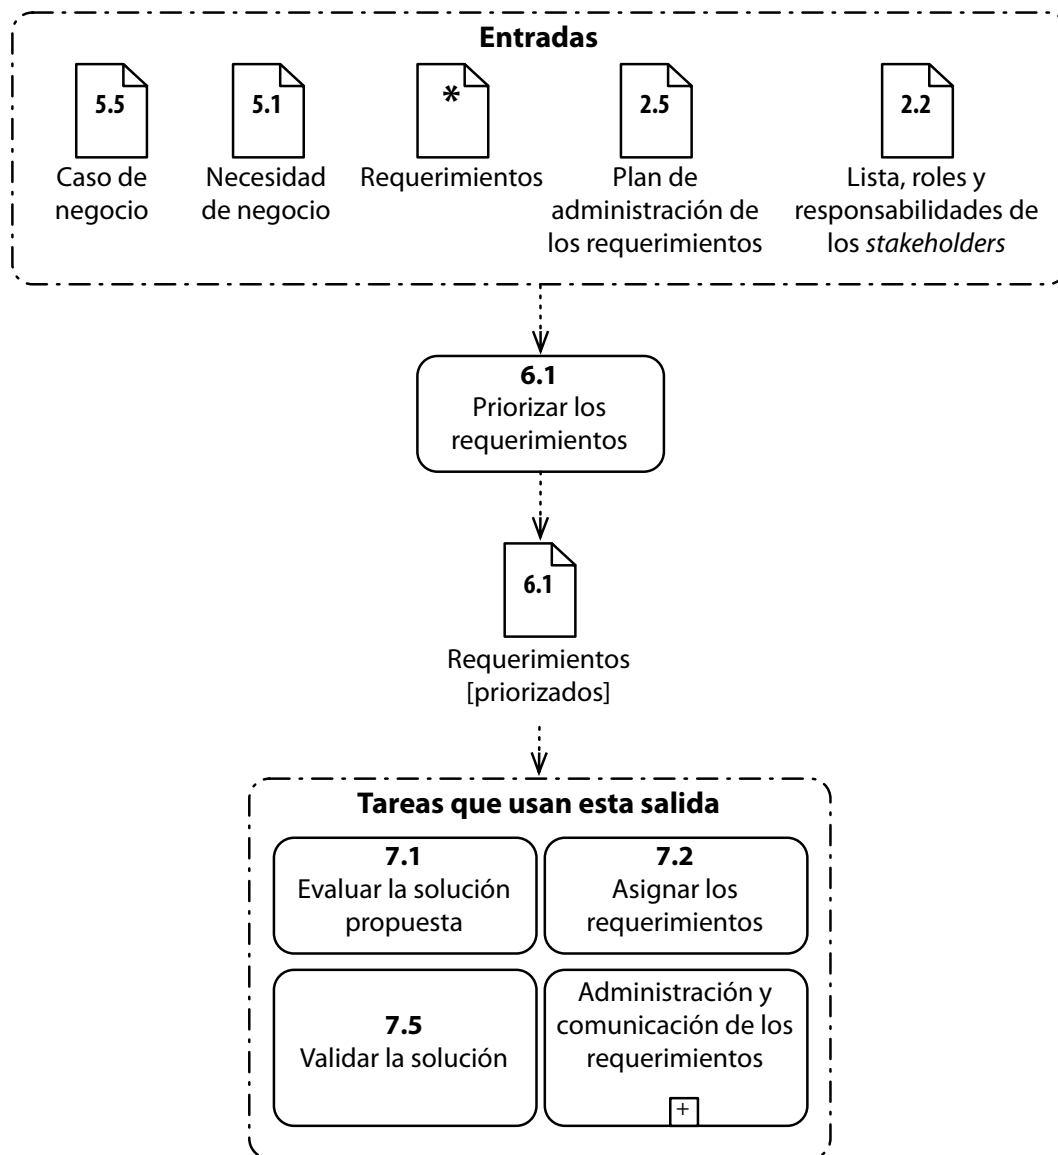 Entradas
5.5
5.1
*
2.5
2.2
Caso de
negocio
Necesidad
de negocio
Requerimientos
Plan de
administración de
los requerimientos
Lista, roles y
responsabilidades de
los stakeholders
6.1
Priorizar los
requerimientos
6.1
Requerimientos
[priorizados]
Tareas que usan esta salida
7.1
Evaluar la solución
propuesta
7.2
Asignar los
requerimientos
7.5
Validar la solución
Administración y
comunicación de los
requerimientos
+